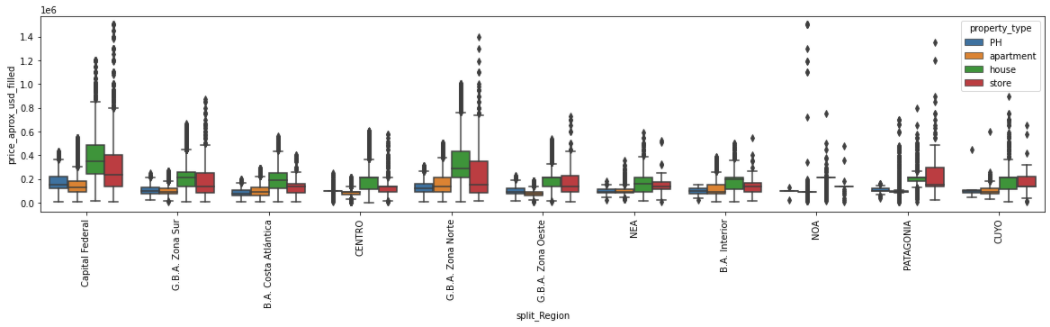 1e6
property_type
PH
apartment
house
store
price_aprox_usd_filled
1.4
1.2
1.0
0.8
0.6
0.4
0.2
0.0
Capital Federal
G.B.A. Zona Sur
B.A. Costa Atlántica
CENTRO
G.B.A. Zona Norte
G.B.A. Zona Oeste
NEA
B.A. Interior
NOA
PATAGONIA
CUYO
split_Region